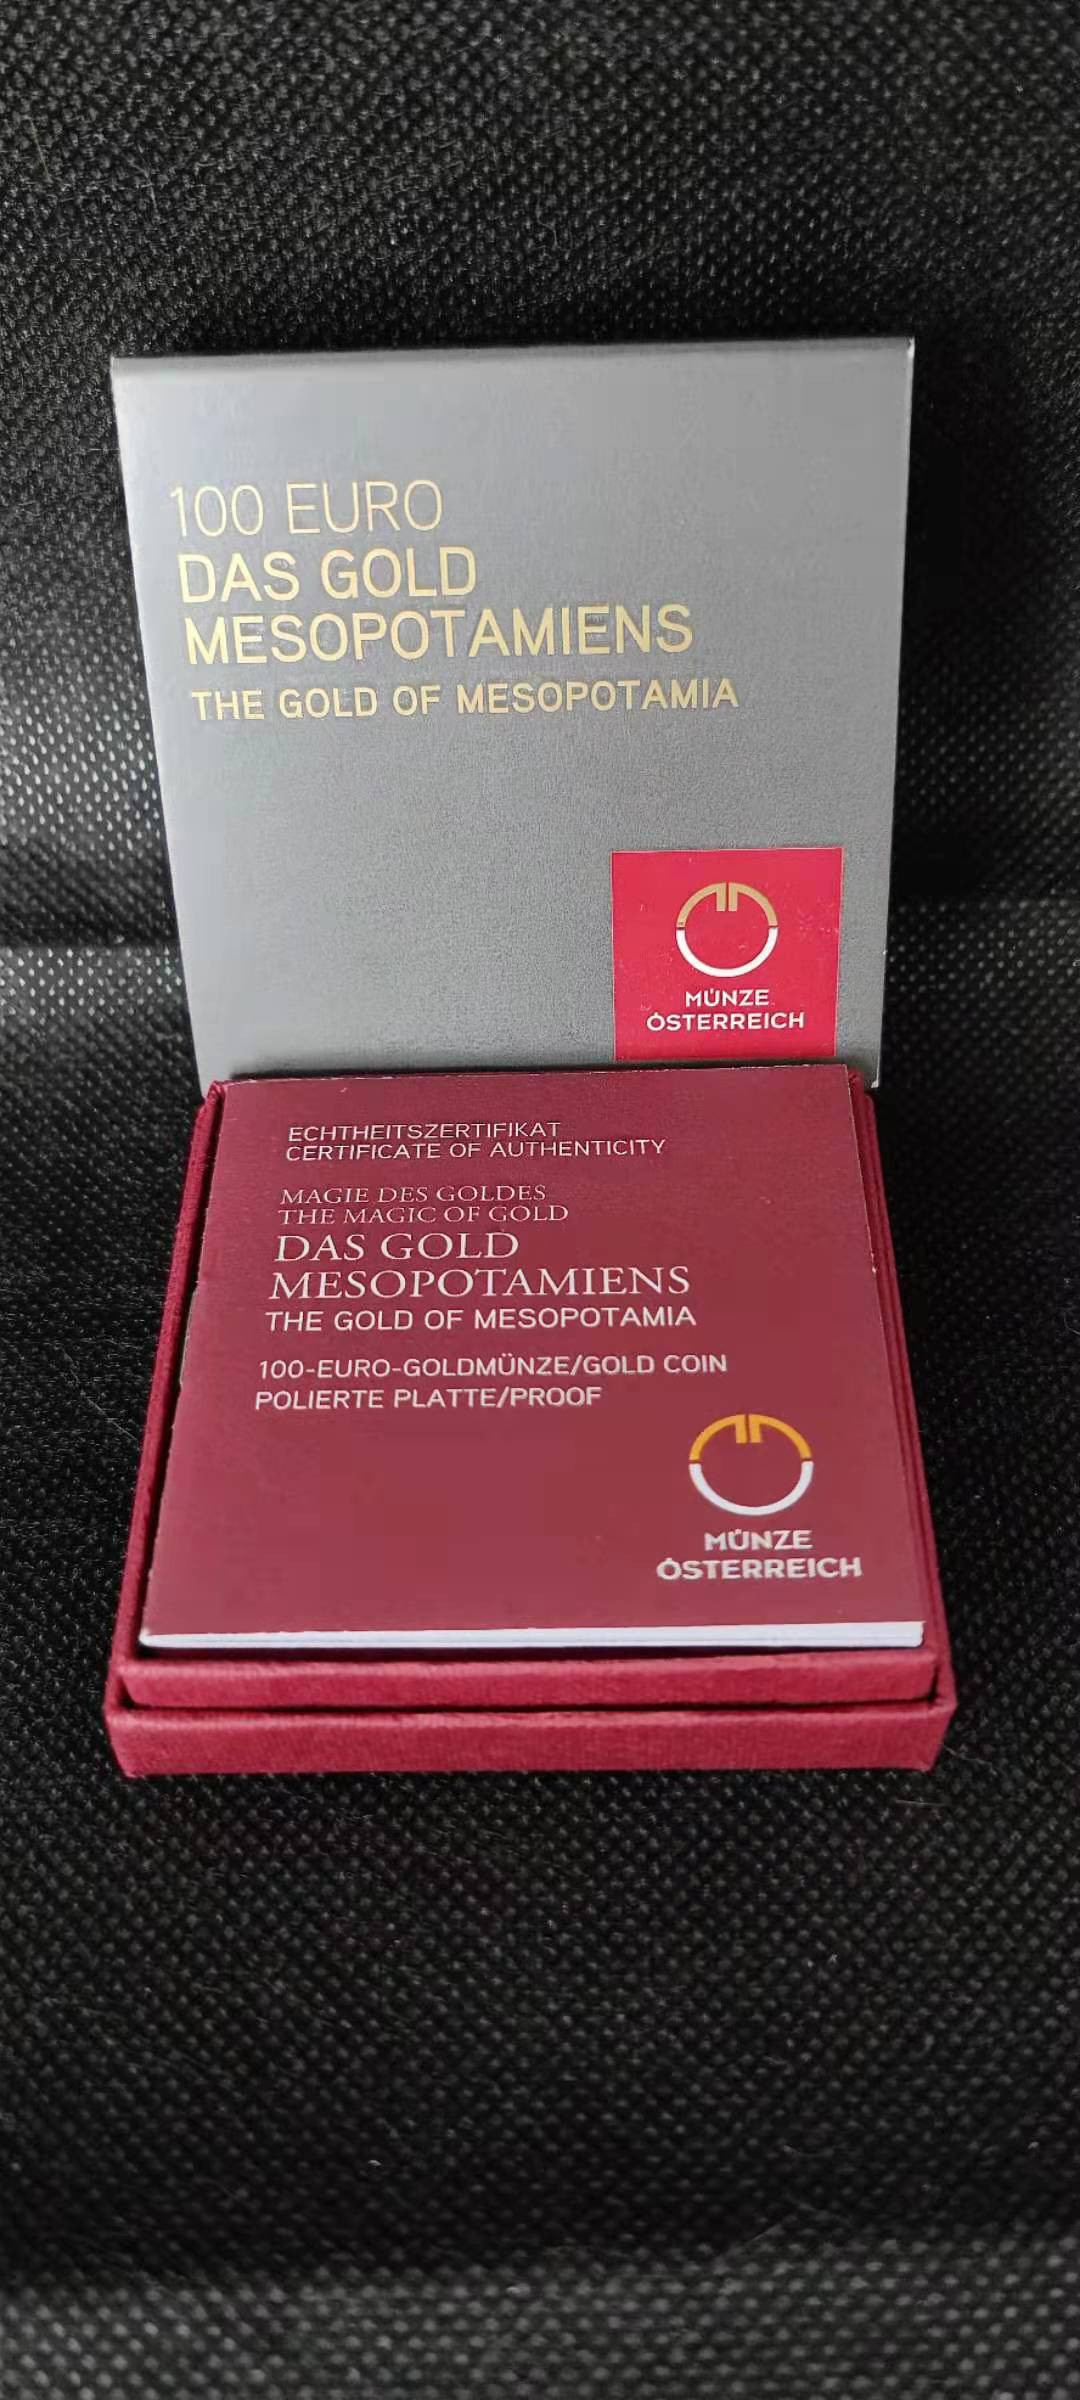 100 EURO
DAS GOLD
MESOPOTAMIENS
THE GOLD OF MESOPOTAMIA
MÜNZE
ÖSTERREICH
ECHTHEITSZERTIFIKAT
CERTIFICATE OF AUTHENTICITY
MAGIE DES GOLDES
THE MAGIC OF GOLD
DAS GOLD
MESOPOTAMIENS
THE GOLD OF MESOPOTAMIA
100-EURO-GOLDMÜNZE/GOLD COIN
POLIERTE PLATTE/PROOF
MÜNZE
ÖSTERREICH